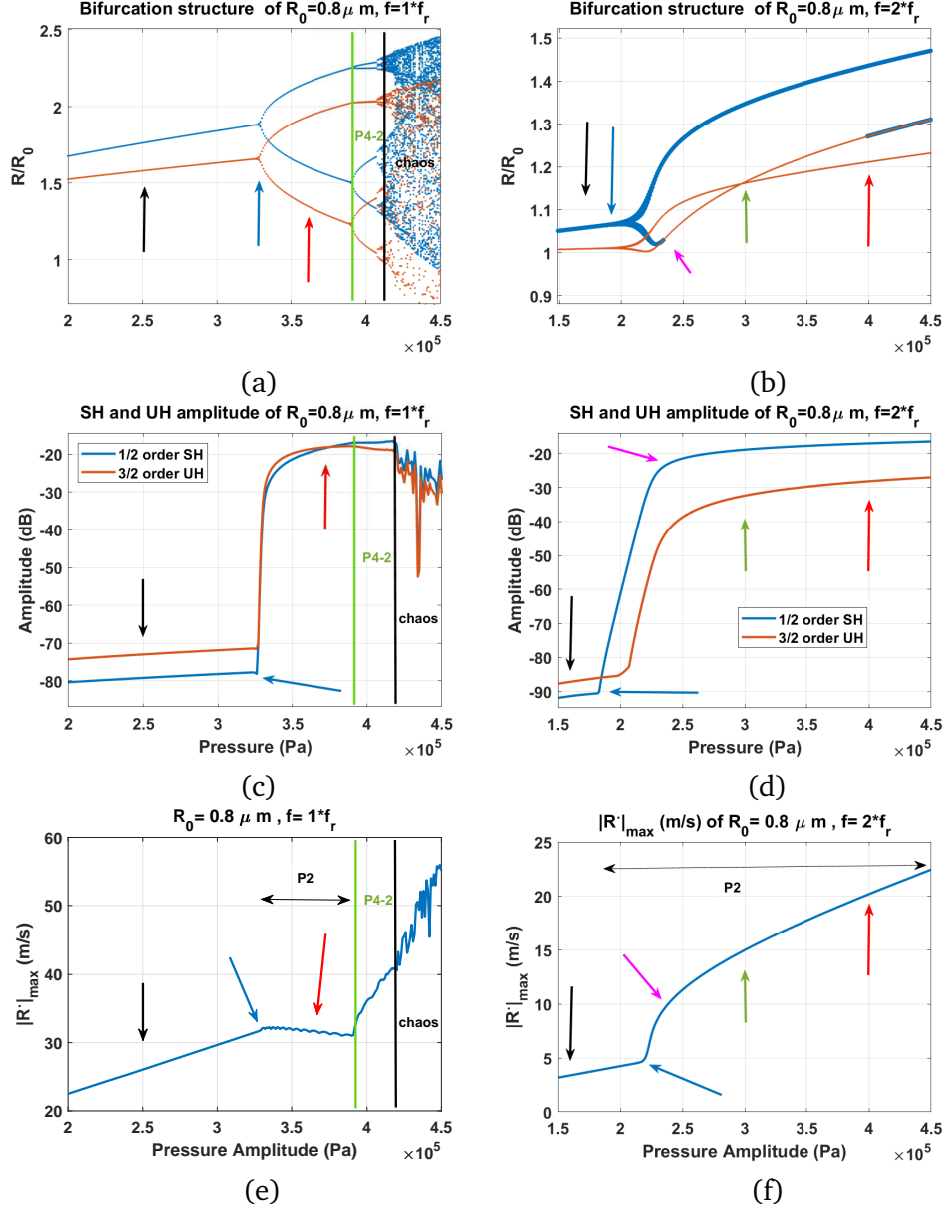 Bifurcation structure of R0=0.8μ m, f=1*fr
R/R0
2.5
2
1.5
1
P4-2
chaos
2
2.5
3
3.5
4
4.5
×10^5
(a)
Bifurcation structure of R0=0.8μ m, f=2*fr
R/R0
1.5
1.4
1.3
1.2
1.1
1
0.9
1.5
2
2.5
3
3.5
4
4.5
×10^5
(b)
SH and UH amplitude of R0=0.8μ m, f=1*fr
Amplitude (dB)
-20
-30
-40
-50
-60
-70
-80
1/2 order SH
3/2 order UH
P4-2
chaos
2
2.5
3
3.5
4
4.5
×10^5
Pressure (Pa)
(c)
SH and UH amplitude of R0=0.8μ m, f=2*fr
Amplitude (dB)
-20
-30
-40
-50
-60
-70
-80
-90
1/2 order SH
3/2 order UH
1.5
2
2.5
3
3.5
4
4.5
×10^5
Pressure (Pa)
(d)
R0= 0.8 μ m , f= 1*fr
|R˙|max (m/s)
60
50
40
30
20
P2
P4-2
chaos
2
2.5
3
3.5
4
4.5
×10^5
Pressure Amplitude (Pa)
(e)
|R˙|max (m/s) of R0= 0.8 μ m , f= 2*fr
|R˙|max (m/s)
25
20
15
10
5
0
P2
1.5
2
2.5
3
3.5
4
4.5
×10^5
Pressure Amplitude (Pa)
(f)